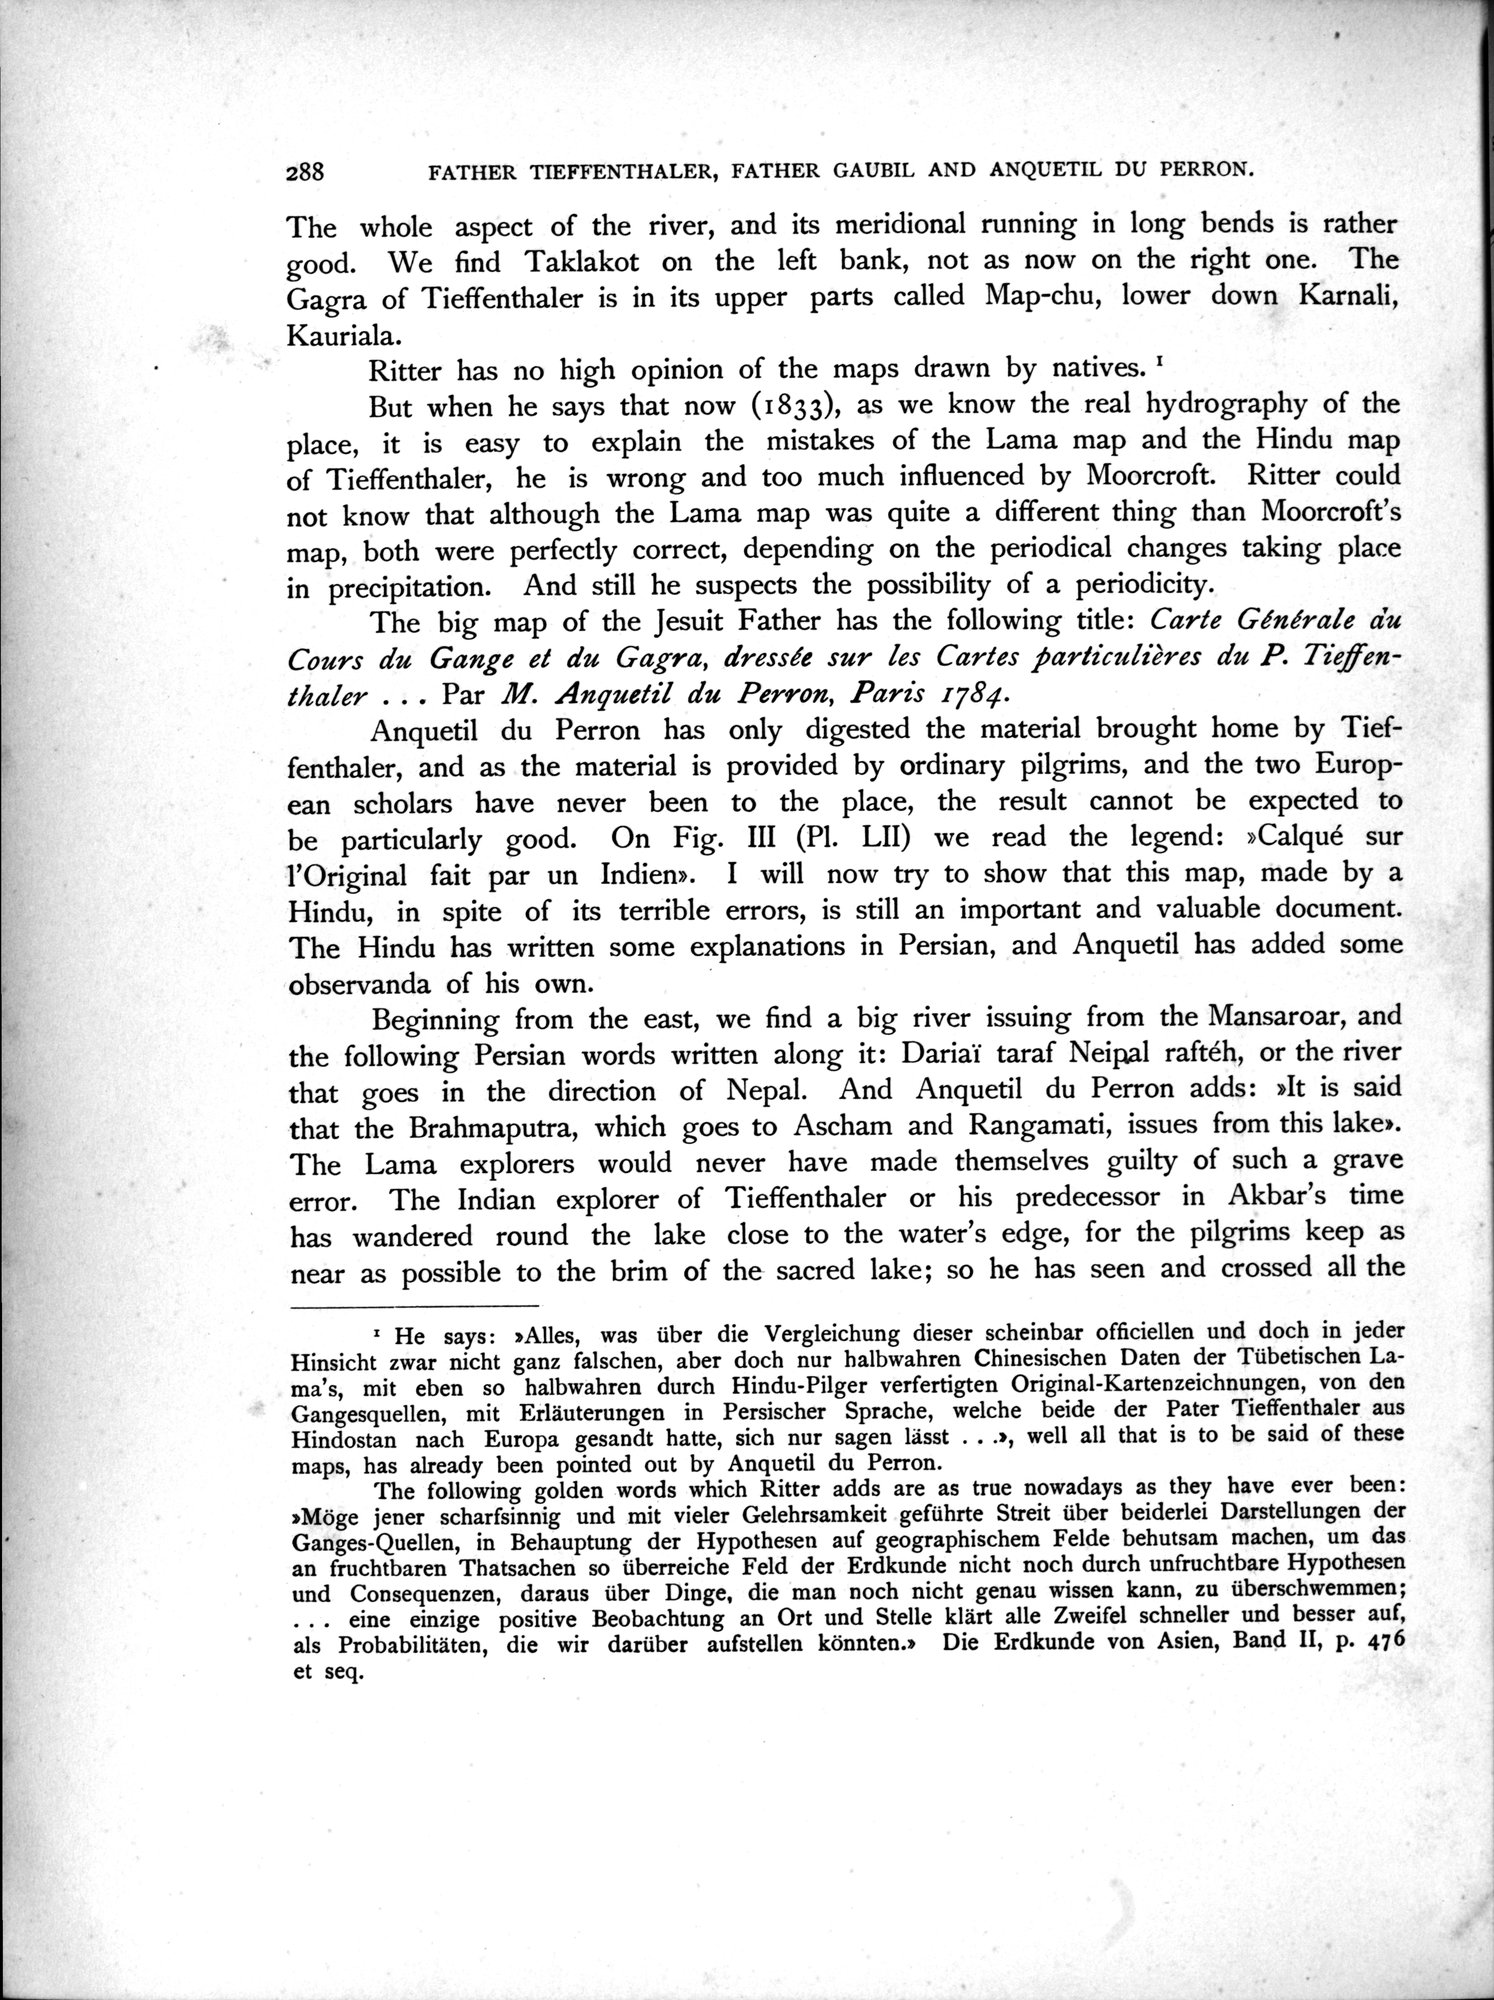 288 FATHER TIEFFENTHALER, FATHER GAUBIL AND ANQUETIL DU PERRON.
The whole aspect of the river, and its meridional running in long bends is rather
good. We find Taklakot on the left bank, not as now on the right one. The
Gagra of Tieffenthaler is in its upper parts called Map-chu, lower down Karnali,
Kauriala.
Ritter has no high opinion of the maps drawn by natives. ¹
But when he says that now (1833), as we know the real hydrography of the
place, it is easy to explain the mistakes of the Lama map and the Hindu map
of Tieffenthaler, he is wrong and too much influenced by Moorcroft. Ritter could
not know that although the Lama map was quite a different thing than Moorcroft's
map, both were perfectly correct, depending on the periodical changes taking place
in precipitation. And still he suspects the possibility of a periodicity.
The big map of the Jesuit Father has the following title: Carte Générale du
Cours du Gange et du Gagra, dressée sur les Cartes particulières du P. Tieffen-
thaler . . . Par M. Anquetil du Perron, Paris 1784.
Anquetil du Perron has only digested the material brought home by Tief-
fenthaler, and as the material is provided by ordinary pilgrims, and the two Europ-
ean scholars have never been to the place, the result cannot be expected to
be particularly good. On Fig. III (Pl. LII) we read the legend: »Calqué sur
l'Original fait par un Indien». I will now try to show that this map, made by a
Hindu, in spite of its terrible errors, is still an important and valuable document.
The Hindu has written some explanations in Persian, and Anquetil has added some
observanda of his own.
Beginning from the east, we find a big river issuing from the Mansaroar, and
the following Persian words written along it: Dariaï taraf Neipal raftéh, or the river
that goes in the direction of Nepal. And Anquetil du Perron adds: »It is said
that the Brahmaputra, which goes to Ascham and Rangamati, issues from this lake».
The Lama explorers would never have made themselves guilty of such a grave
error. The Indian explorer of Tieffenthaler or his predecessor in Akbar's time
has wandered round the lake close to the water's edge, for the pilgrims keep as
near as possible to the brim of the sacred lake; so he has seen and crossed all the
¹ He says: »Alles, was über die Vergleichung dieser scheinbar officiellen und doch in jeder
Hinsicht zwar nicht ganz falschen, aber doch nur halbwahren Chinesischen Daten der Tübetischen La-
ma's, mit eben so halbwahren durch Hindu-Pilger verfertigten Original-Kartenzeichnungen, von den
Gangesquellen, mit Erläuterungen in Persischer Sprache, welche beide der Pater Tieffenthaler aus
Hindostan nach Europa gesandt hatte, sich nur sagen lässt . . .», well all that is to be said of these
maps, has already been pointed out by Anquetil du Perron.
The following golden words which Ritter adds are as true nowadays as they have ever been:
»Möge jener scharfsinnig und mit vieler Gelehrsamkeit geführte Streit über beiderlei Darstellungen der
Ganges-Quellen, in Behauptung der Hypothesen auf geographischem Felde behutsam machen, um das
an fruchtbaren Thatsachen so überreiche Feld der Erdkunde nicht noch durch unfruchtbare Hypothesen
und Consequenzen, daraus über Dinge, die man noch nicht genau wissen kann, zu überschwemmen;
. . . eine einzige positive Beobachtung an Ort und Stelle klärt alle Zweifel schneller und besser auf,
als Probabilitäten, die wir darüber aufstellen könnten.» Die Erdkunde von Asien, Band II, p. 476
et seq.